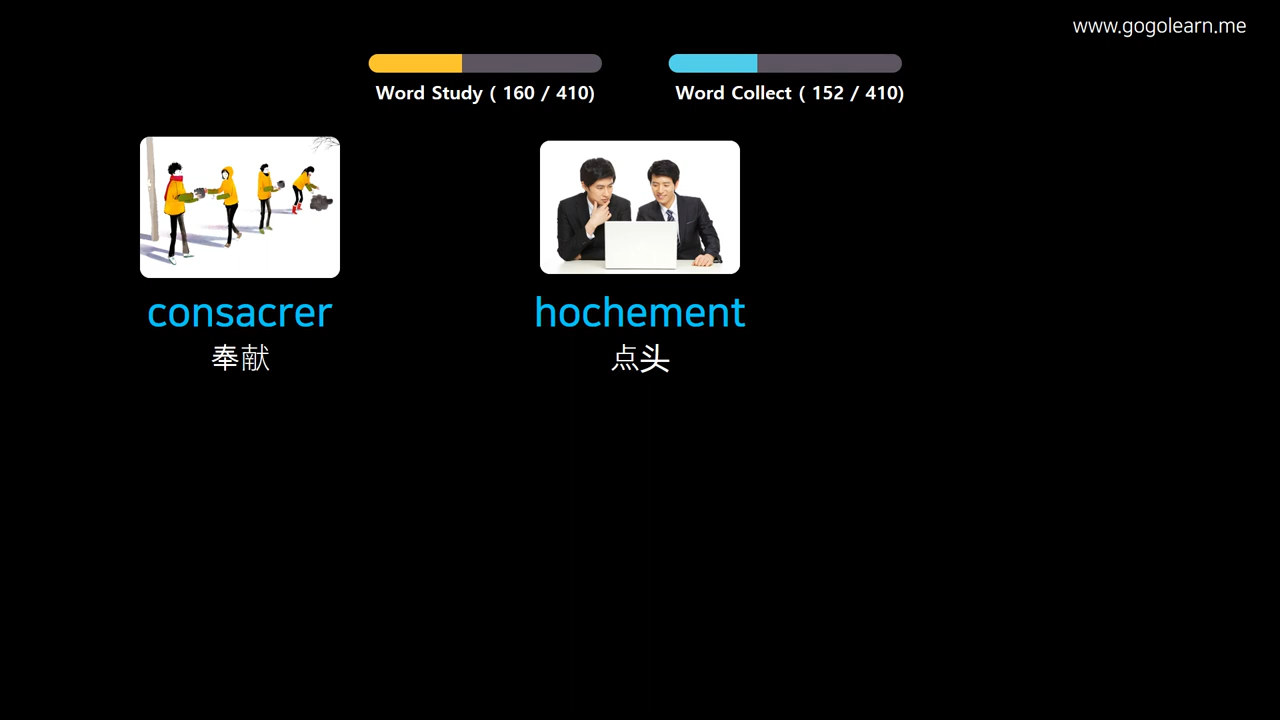 www.gogolearn.me
Word Study ( 160 / 410)
Word Collect ( 152 / 410)
consacrer
奉献
hochement
点头